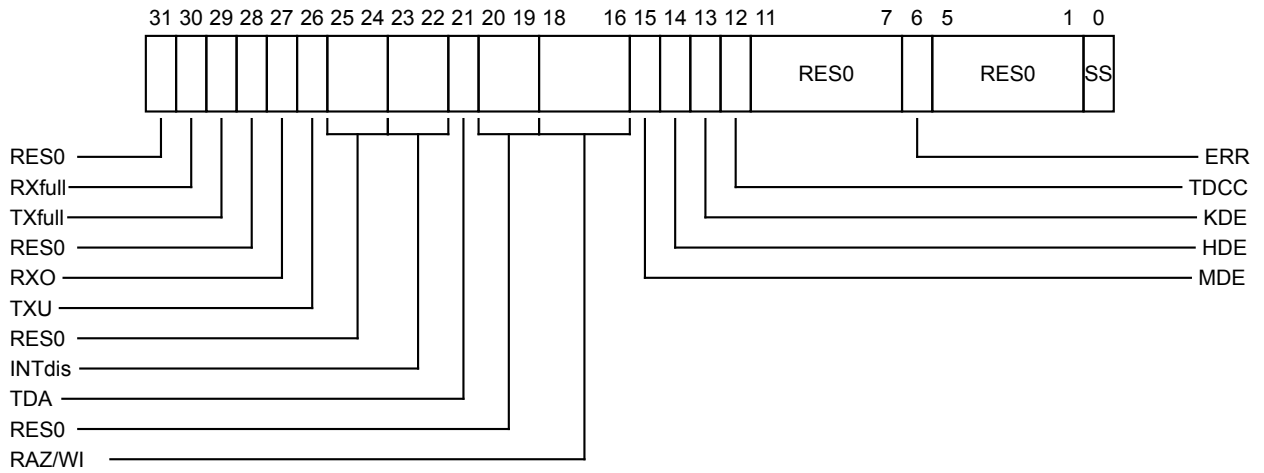 31 30 29 28 27 26 25 24 23 22 21 20 19 18 16 15 14 13 12 11 7 6 5 1 0
RES0 RES0 SS
RES0 ERR
RXfull TDCC
TXfull KDE
RES0 HDE
RXO MDE
TXU
RES0
INTdis
TDA
RES0
RAZ/WI